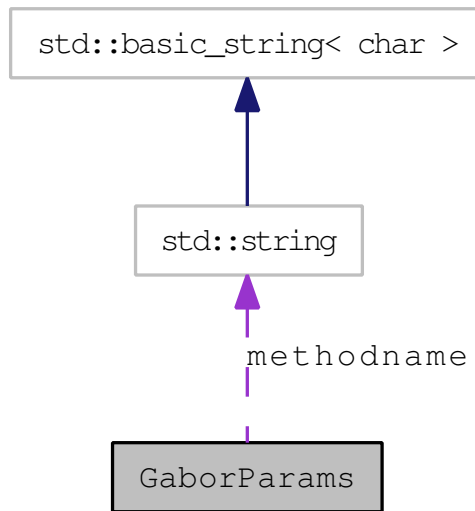 std::basic_string< char >
std::string
methodname
GaborParams